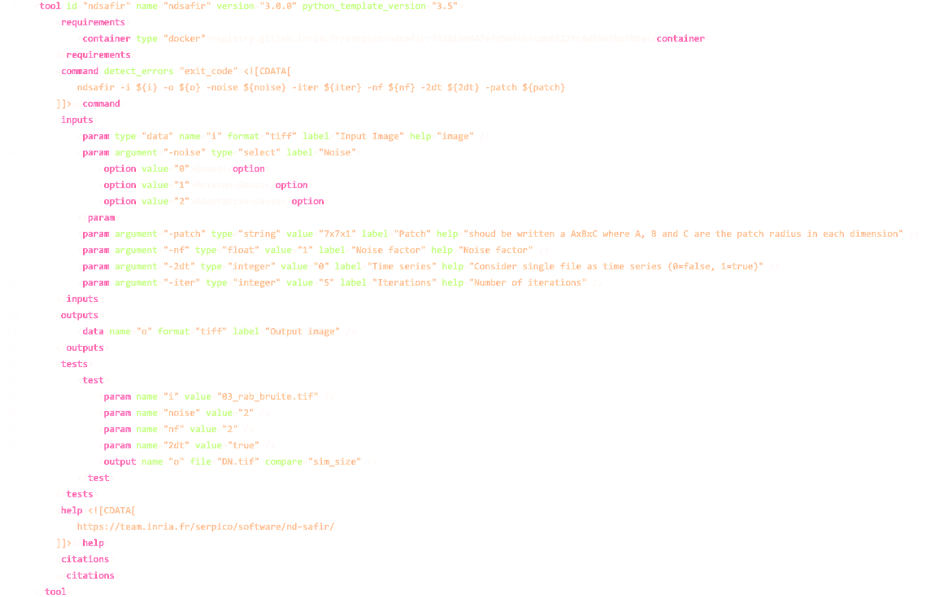 tool id "ndsafir" name "ndsafir" version "3.0.0" python_template_version "3.5"
requirements
container type "docker" container
requirements
command detect_errors "exit_code" <![CDATA[
ndsafir -i ${i} -o ${o} -noise ${noise} -iter ${iter} -nf ${nf} -2dt ${2dt} -patch ${patch}
]]> command
inputs
param type "data" name "i" format "tiff" label "Input Image" help "image"
param argument "-noise" type "select" label "Noise"
option value "0" option
option value "1" option
option value "2" option
param
param argument "-patch" type "string" value "7x7x1" label "Patch" help "shoud be written a AxBxC where A, B and C are the patch radius in each dimension"
param argument "-nf" type "float" value "1" label "Noise factor" help "Noise factor"
param argument "-2dt" type "integer" value "0" label "Time series" help "Consider single file as time series (0=false, 1=true)"
param argument "-iter" type "integer" value "5" label "Iterations" help "Number of iterations"
inputs
outputs
data name "o" format "tiff" label "Output image"
outputs
tests
test
param name "i" value "03_rab_bruite.tif"
param name "noise" value "2"
param name "nf" value "2"
param name "2dt" value "true"
output name "o" file "DN.tif" compare "sim_size"
test
tests
help <![CDATA[
https://team.inria.fr/serpico/software/nd-safir/
]]> help
citations
citations
tool